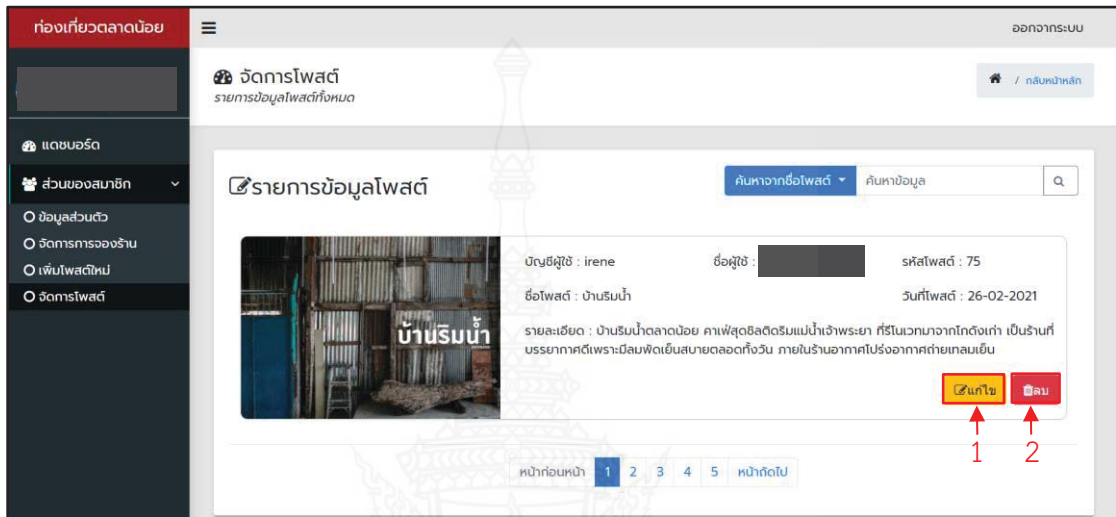 ท่องเที่ยวตลาดน้อย
ออกจากระบบ
จัดการโพสต์
รายการข้อมูลโพสต์ทั้งหมด
/ กลับหน้าหลัก
แดชบอร์ด
ส่วนของสมาชิก
ข้อมูลส่วนตัว
จัดการการจองร้าน
เพิ่มโพสต์ใหม่
จัดการโพสต์
รายการข้อมูลโพสต์
ค้นหาจากชื่อโพสต์
ค้นหาข้อมูล
บ้านริมน้ำ
บัญชีผู้ใช้ : irene ชื่อผู้ใช้ : รหัสโพสต์ : 75
ชื่อโพสต์ : บ้านริมน้ำ วันที่โพสต์ : 26-02-2021
รายละเอียด : บ้านริมน้ำตลาดน้อย คาเฟ่สุดชิลติดริมแม่น้ำเจ้าพระยา ที่รีโนเวทมาจากโกดังเก่า เป็นร้านที่
บรรยากาศดีเพราะมีลมพัดเย็นสบายตลอดทั้งวัน ภายในร้านอากาศโปร่งอากาศถ่ายเทลมเย็น
แก้ไข ลบ
1 2
หน้าก่อนหน้า 1 2 3 4 5 หน้าถัดไป